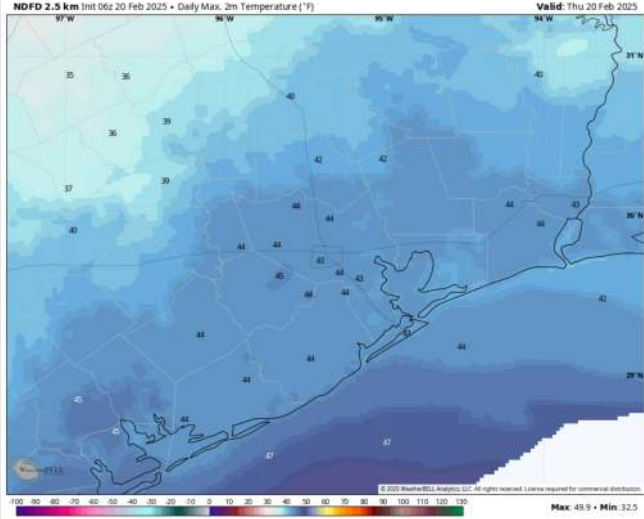 NDFD 2.5 km Init 06z 20 Feb 2025 • Daily Max. 2m Temperature (°F)
Valid: Thu 20 Feb 2025
97°W 96°W 95°W 94°W
31°N
35 36 40
40
39
36
42 42
37 39
44 44 43
30°N
44 44
40
44 44
43
45 44 43
44 44
42
44 43 44
44
29°N
44
45
44
45
47
47
WeatherBELL
© 2020 WeatherBELL Analytics, LLC. All rights reserved. License required for commercial distribution.
-100 -90 -80 -70 -60 -50 -40 -30 -20 -10 0 10 20 30 40 50 60 70 80 90 100 110 120 130
Max: 49.9 • Min: 32.5